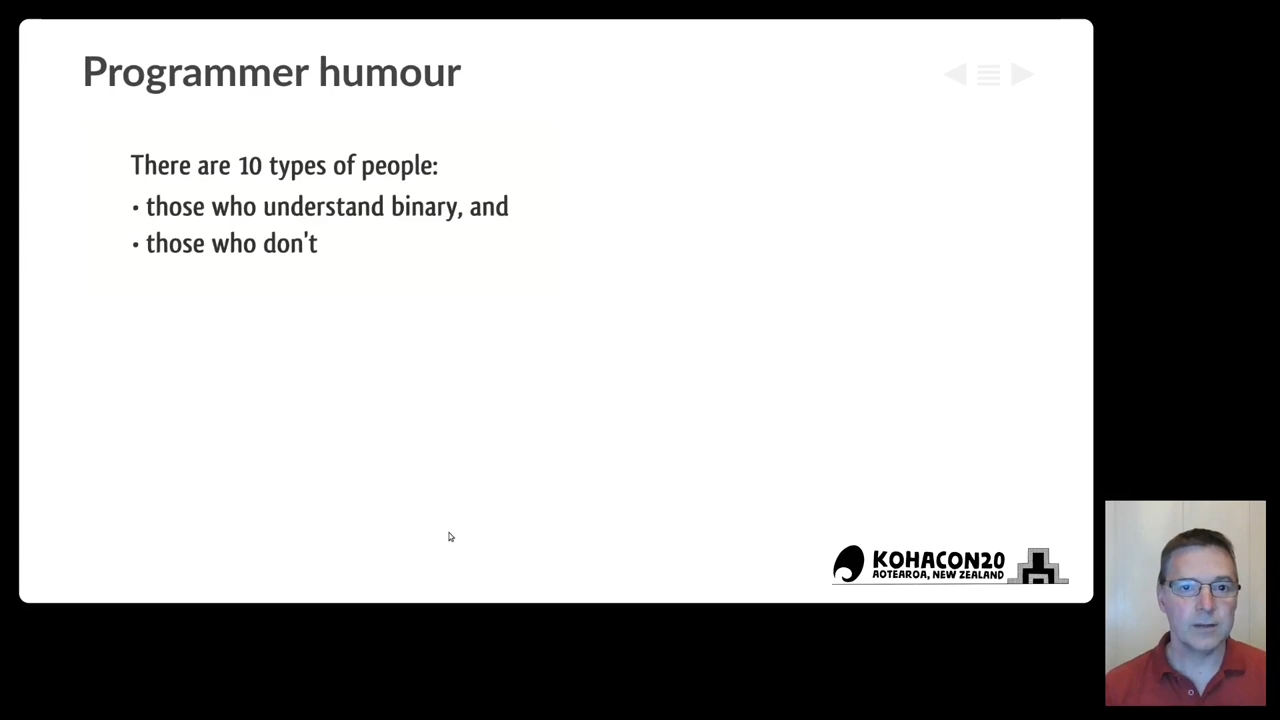 Programmer humour
There are 10 types of people:
• those who understand binary, and
• those who don't
KOHACON20
AOTEAROA, NEW ZEALAND